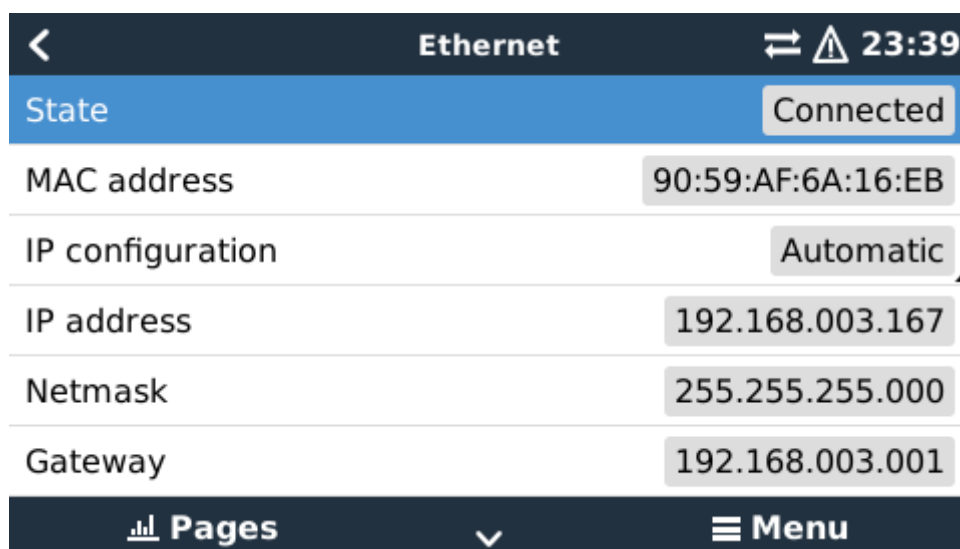 Ethernet 23:39
State Connected
MAC address 90:59:AF:6A:16:EB
IP configuration Automatic
IP address 192.168.003.167
Netmask 255.255.255.000
Gateway 192.168.003.001
Pages Menu